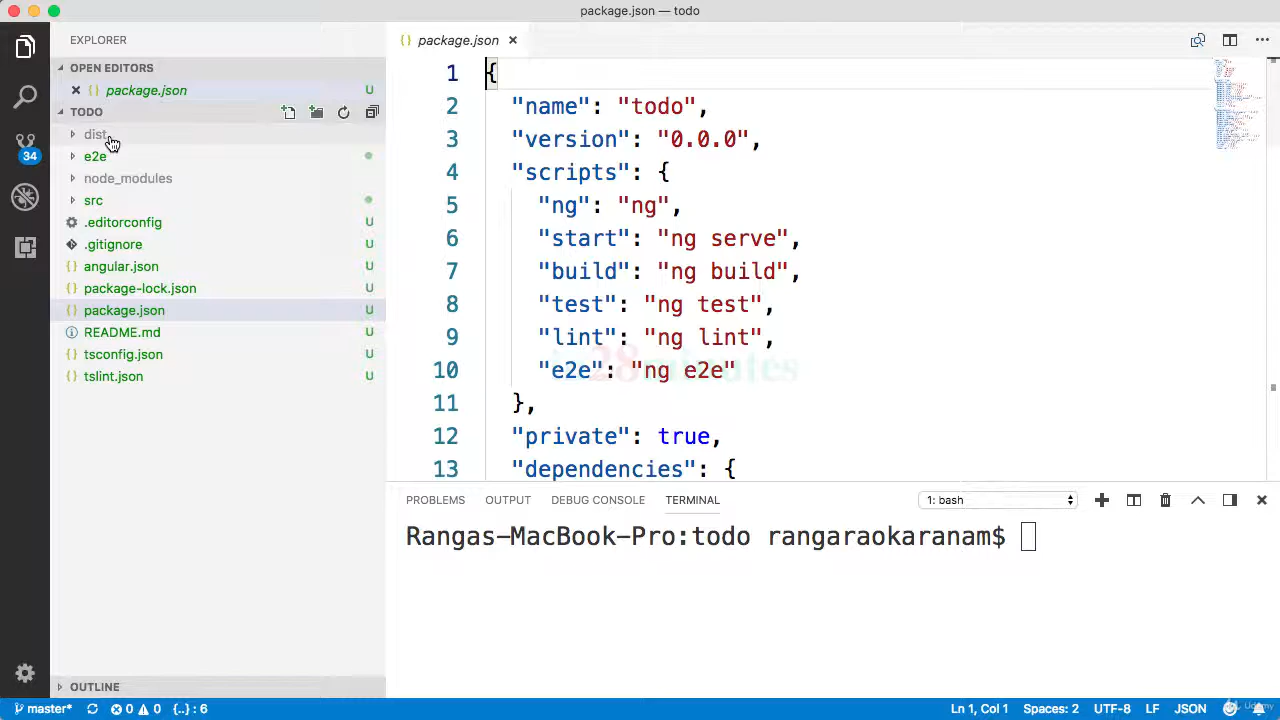 package.json — todo
EXPLORER
OPEN EDITORS
package.json U
TODO
dist
e2e
node_modules
src
.editorconfig U
.gitignore U
angular.json U
package-lock.json U
package.json U
README.md U
tsconfig.json U
tslint.json U
OUTLINE
34
package.json
1 {
2 "name": "todo",
3 "version": "0.0.0",
4 "scripts": {
5 "ng": "ng",
6 "start": "ng serve",
7 "build": "ng build",
8 "test": "ng test",
9 "lint": "ng lint",
10 "e2e": "ng e2e"
11 },
12 "private": true,
13 "dependencies": {
in28minutes
PROBLEMS OUTPUT DEBUG CONSOLE TERMINAL 1: bash
Rangas-MacBook-Pro:todo rangaraokaranam$
master* 0 0 {..} : 6 Ln 1, Col 1 Spaces: 2 UTF-8 LF JSON
Udemy